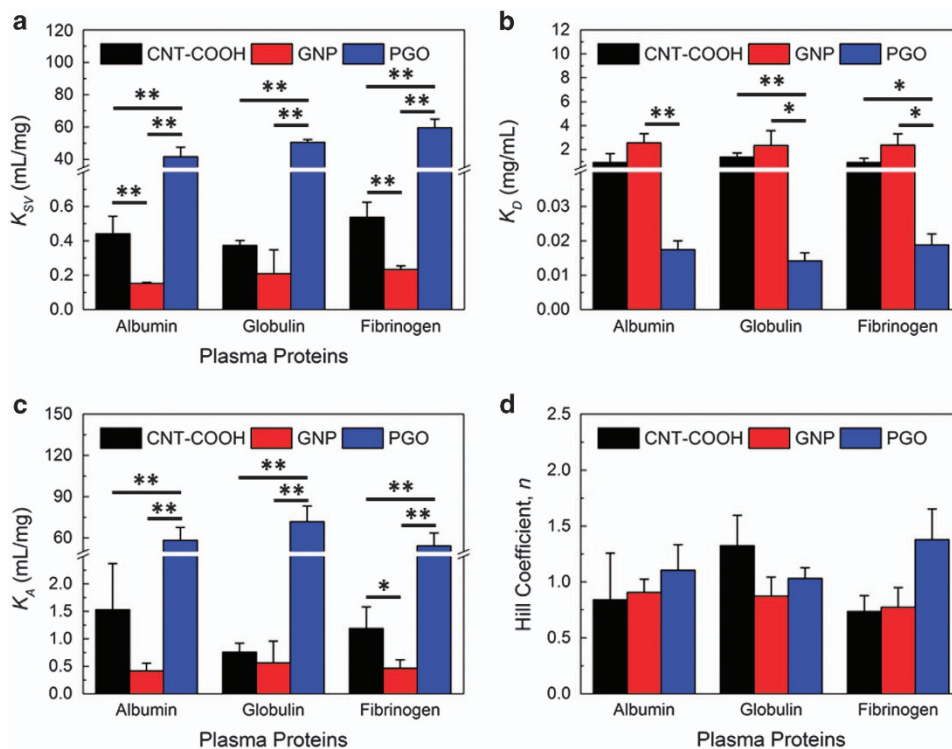 a
CNT-COOH GNP PGO
K_SV (mL/mg)
120
100
80
60
40
0.6
0.4
0.2
0.0
** ** **
** ** **
** **
Albumin Globulin Fibrinogen
Plasma Proteins
b
CNT-COOH GNP PGO
K_D (mg/mL)
12
10
8
6
4
2
0.03
0.02
0.01
0.00
** ** *
* *
Albumin Globulin Fibrinogen
Plasma Proteins
c
CNT-COOH GNP PGO
K_A (mL/mg)
150
120
90
60
2.0
1.5
1.0
0.5
0.0
** ** **
** ** **
*
Albumin Globulin Fibrinogen
Plasma Proteins
d
CNT-COOH GNP PGO
Hill Coefficient, n
2.5
2.0
1.5
1.0
0.5
0.0
Albumin Globulin Fibrinogen
Plasma Proteins